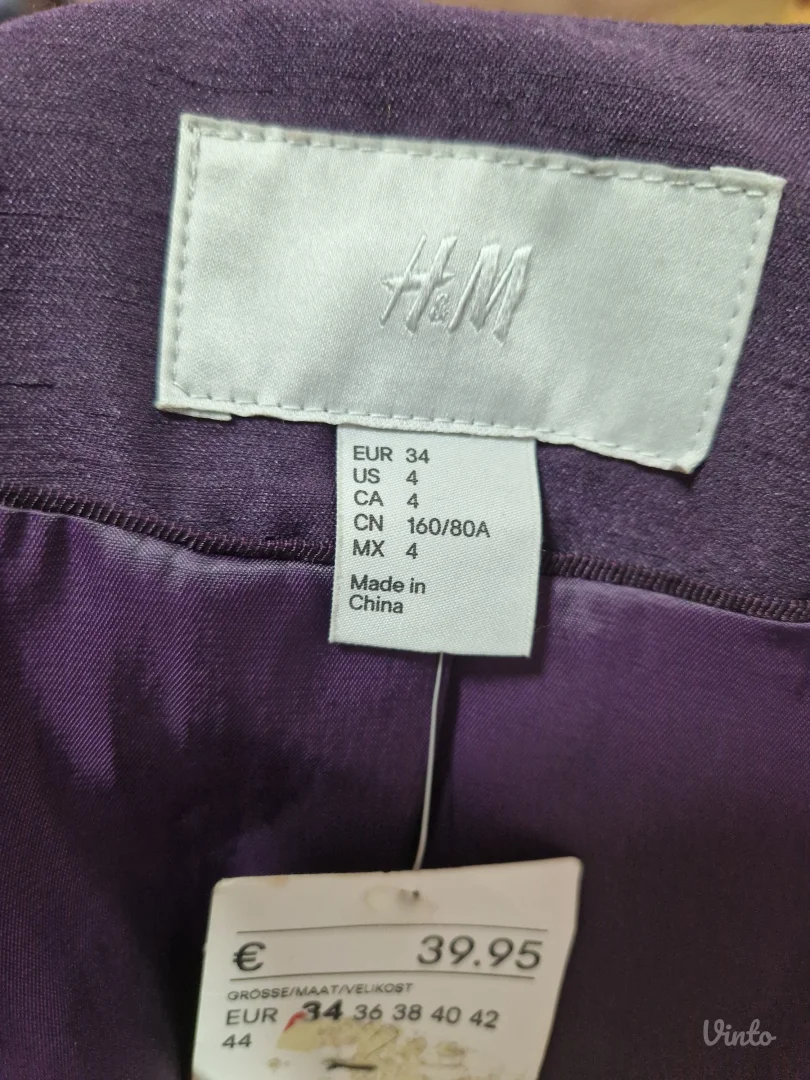 H&M
EUR 34
US 4
CA 4
CN 160/80A
MX 4
Made in
China
€ 39.95
GRÖSSE/MAAT/VELIKOST
EUR 34 36 38 40 42
44
Vinto